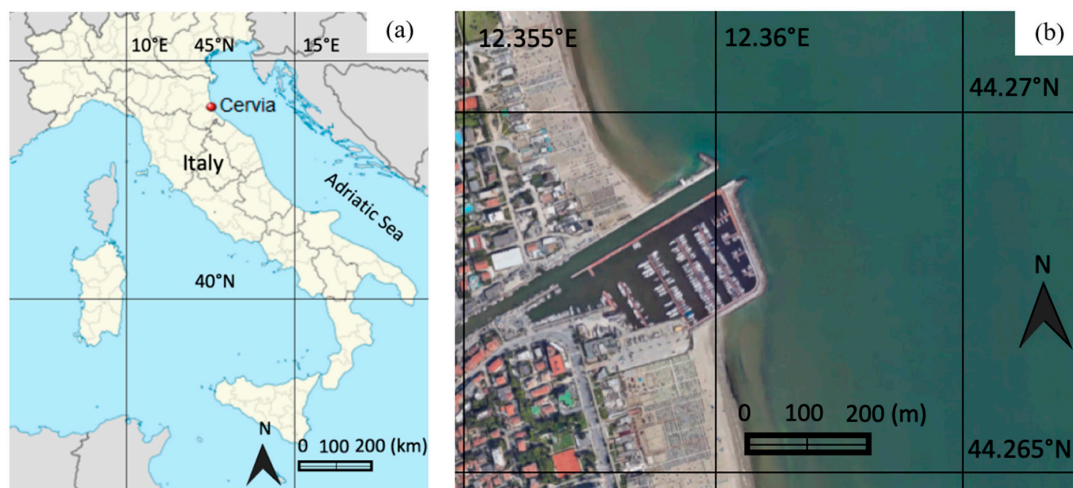 (a)
10°E
45°N
15°E
Cervia
Italy
Adriatic Sea
40°N
N
0 100 200 (km)
(b)
12.355°E
12.36°E
44.27°N
N
0 100 200 (m)
44.265°N